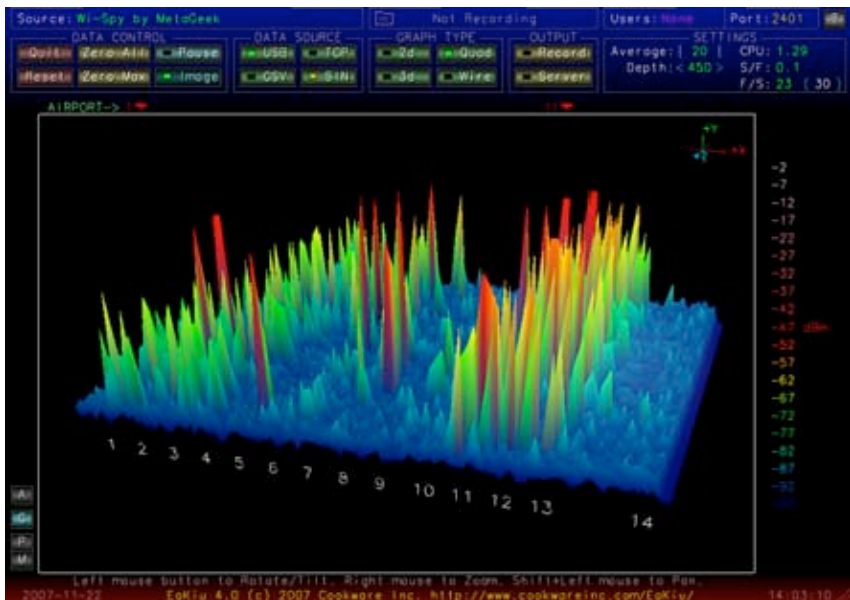 Source: Wi-Spy by MetaGeek Not Recording Users: None Port: 2401
DATA CONTROL DATA SOURCE GRAPH TYPE OUTPUT SETTINGS
Quit Zero All Pause USB TCP 2d Quad Record Average: | 20 | CPU: 1.29
Reset Zero Max Image CSV SIN 3d Wire Server Depth: < 450 > S/F: 0.1
F/S: 23 ( 30 )
AIRPORT->
+Y
+X
+Z
-2
-7
-12
-17
-22
-27
-32
-37
-42
-47 dBm
-52
-57
-62
-67
-72
-77
-82
-87
-92
1 2 3 4 5 6 7 8 9 10 11 12 13 14
A
G
P
M
Left mouse button to Rotate/Tilt. Right mouse to Zoom. Shift+Left mouse to Pan.
2007-11-22 EaKiu 4.0 (c) 2007 Cookware Inc. http://www.cookwareinc.com/EaKiu/ 14:03:10